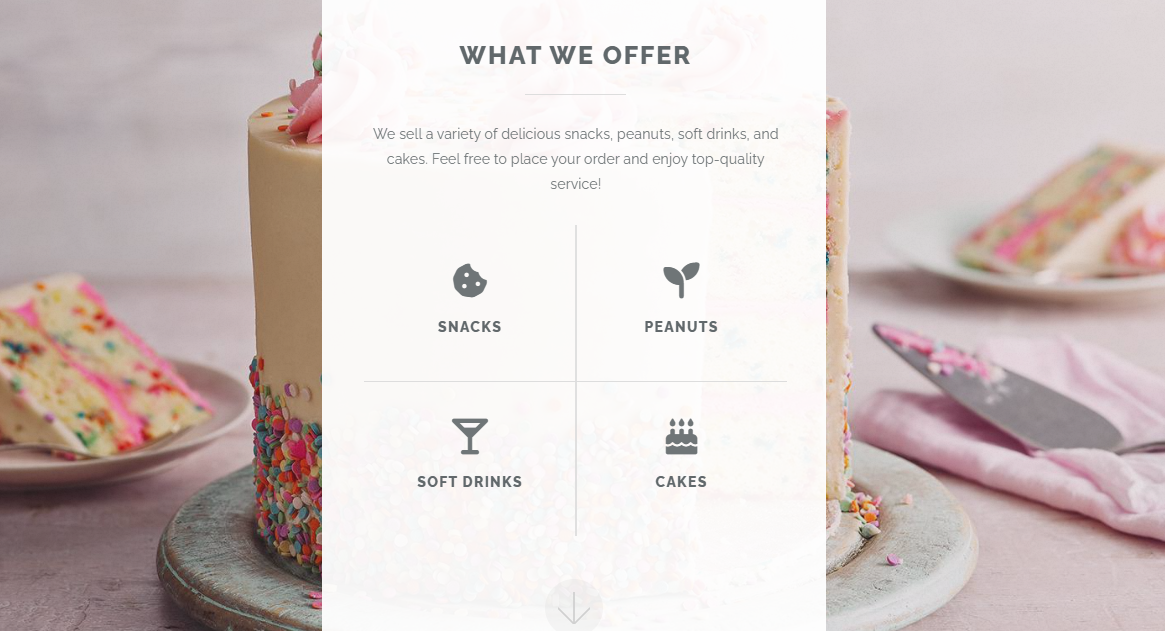 WHAT WE OFFER
We sell a variety of delicious snacks, peanuts, soft drinks, and
cakes. Feel free to place your order and enjoy top-quality
service!
SNACKS
PEANUTS
SOFT DRINKS
CAKES